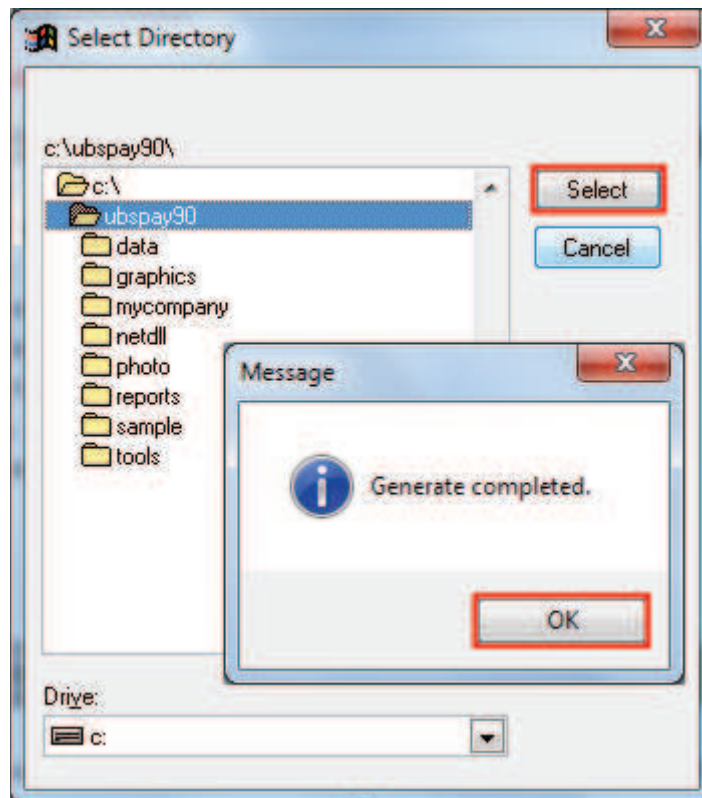 Select Directory
c:\ubspay90\
c:\
ubspay90
data
graphics
mycompany
netdll
photo
reports
sample
tools
Select
Cancel
Message
Generate completed.
OK
Drive:
c: